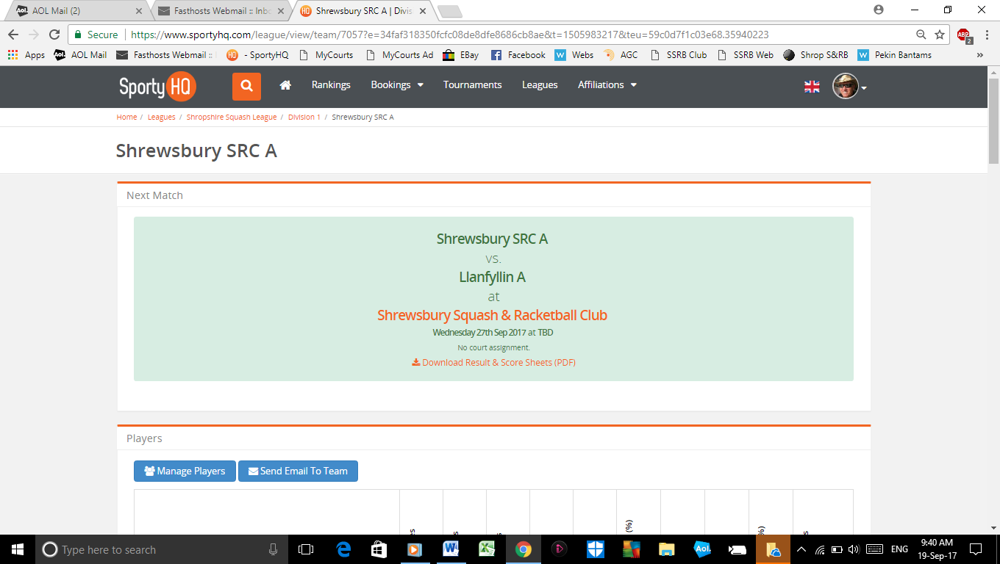 AOL Mail (2)
Fasthosts Webmail :: Inb
Shrewsbury SRC A | Divis
Secure
https://www.sportyhq.com/league/view/team/7057?e=34faf318350fcfc08de8dfe8686cb8ae&t=1505983217&teu=59c0d7f1c03e68.35940223
ABP
2
Apps
AOL Mail
Fasthosts Webmail ::
- SportyHQ
MyCourts
MyCourts Ad
EBay
Facebook
Webs
AGC
SSRB Club
SSRB Web
Shrop S&RB
Pekin Bantams
»
Sporty HQ
Rankings
Bookings
Tournaments
Leagues
Affiliations
Home / Leagues / Shropshire Squash League / Division 1 / Shrewsbury SRC A
Shrewsbury SRC A
Next Match
Shrewsbury SRC A
vs.
Llanfyllin A
at
Shrewsbury Squash & Racketball Club
Wednesday 27th Sep 2017 at TBD
No court assignment.
Download Result & Score Sheets (PDF)
Players
Manage Players
Send Email To Team
(%)
Type here to search
Aol.
ENG
9:40 AM
19-Sep-17